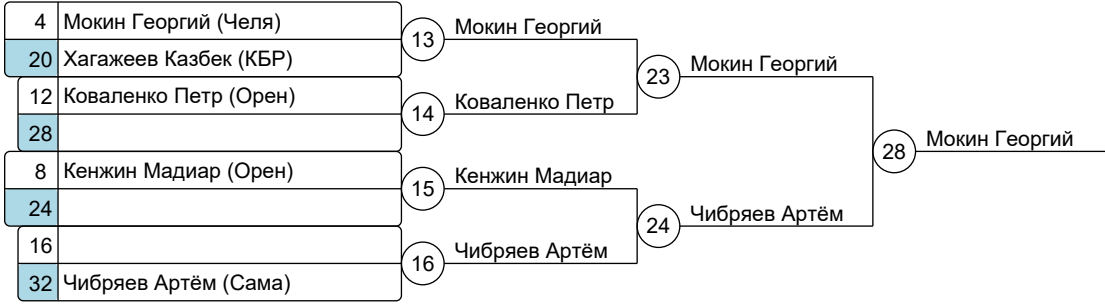 4 Мокин Георгий (Челя)
20 Хагажеев Казбек (КБР)
12 Коваленко Петр (Орен)
28
8 Кенжин Мадиар (Орен)
24
16
32 Чибряев Артём (Сама)
13 Мокин Георгий
14 Коваленко Петр
15 Кенжин Мадиар
16 Чибряев Артём
23 Мокин Георгий
24 Чибряев Артём
28 Мокин Георгий